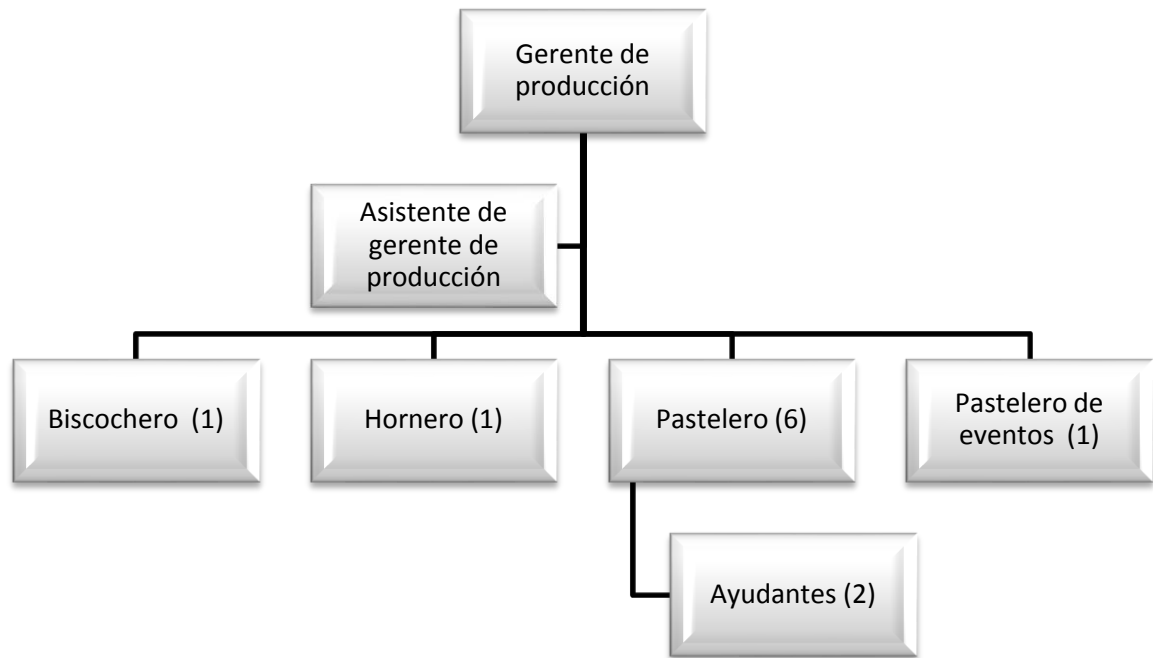 Gerente de
producción
Asistente de
gerente de
producción
Biscochero  (1)
Hornero (1)
Pastelero (6)
Pastelero de
eventos  (1)
Ayudantes (2)